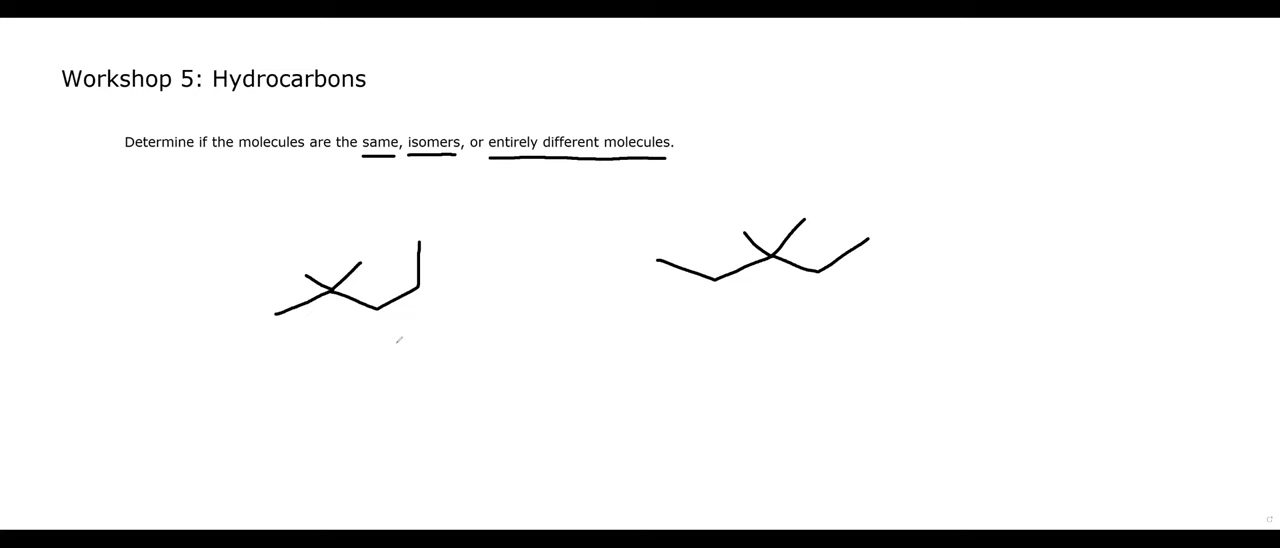 Workshop 5: Hydrocarbons
Determine if the molecules are the same, isomers, or entirely different molecules.